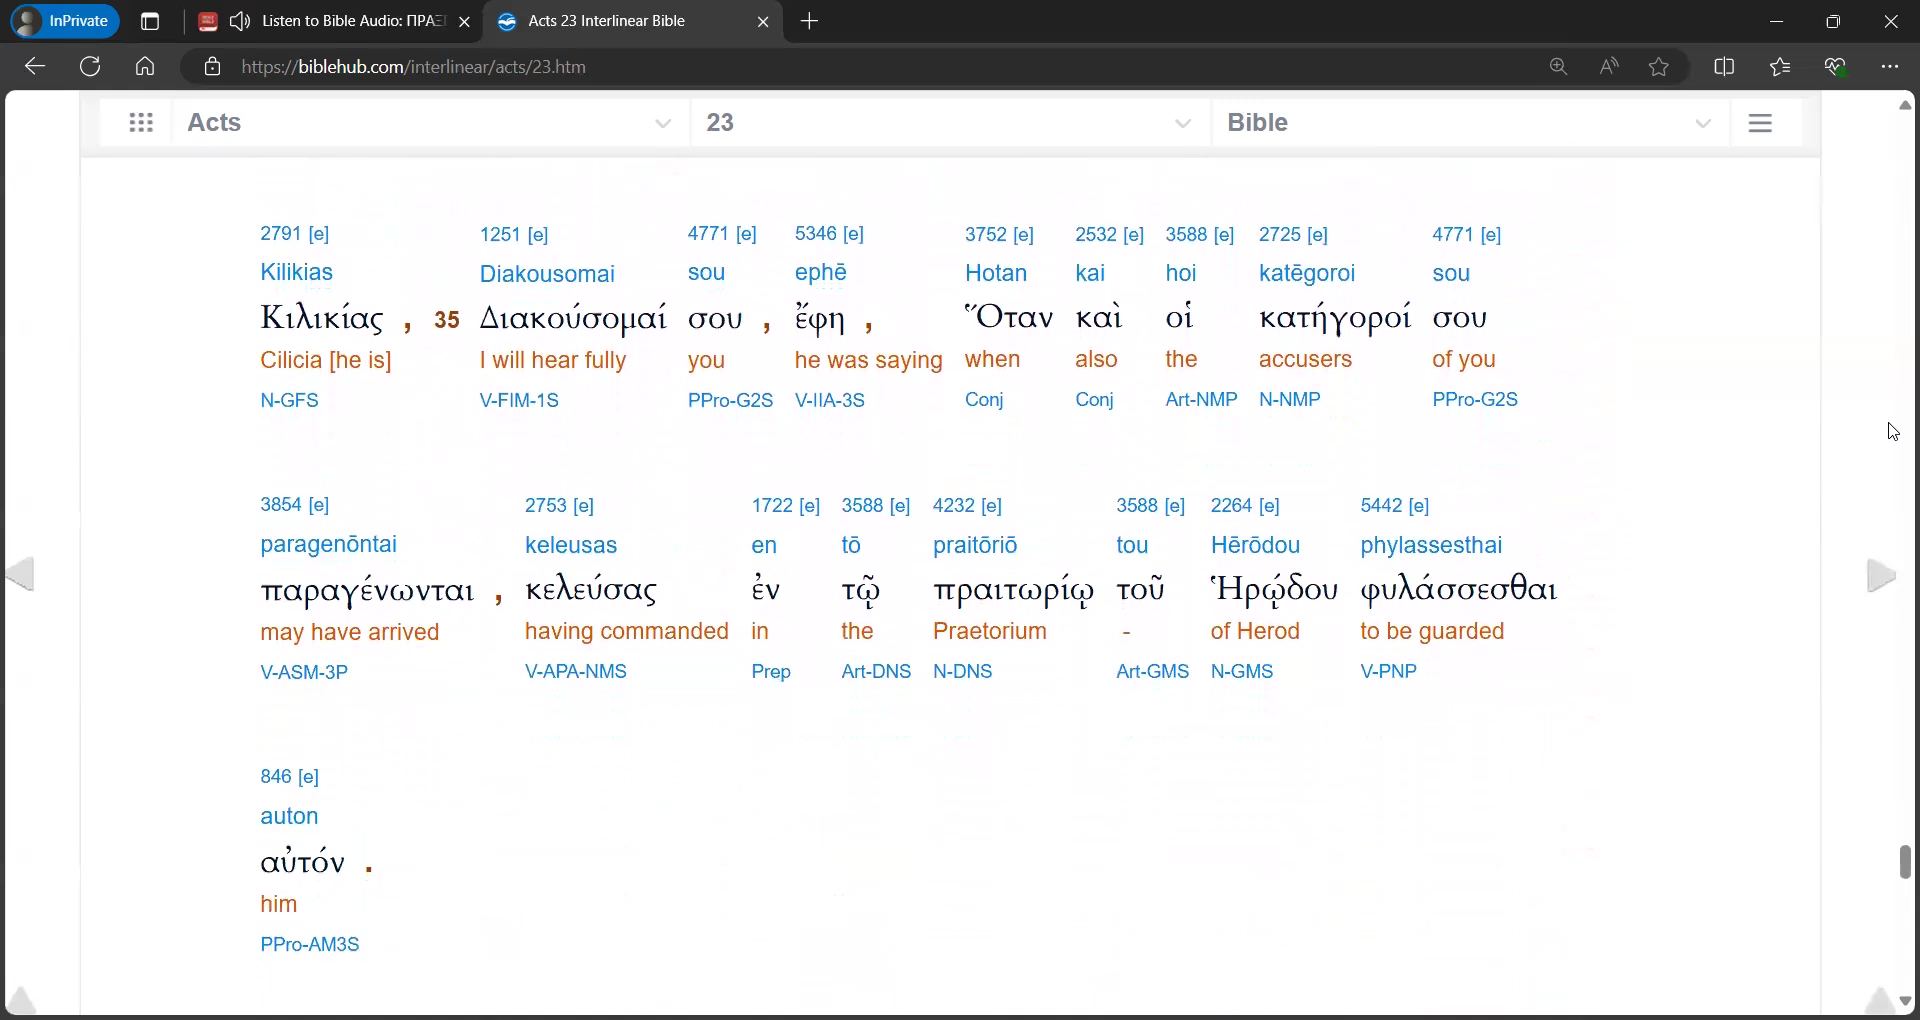 InPrivate Listen to Bible Audio: ΠΡΑΞ Acts 23 Interlinear Bible
https://biblehub.com/interlinear/acts/23.htm
Acts 23 Bible
2791 [e] 1251 [e] 4771 [e] 5346 [e] 3752 [e] 2532 [e] 3588 [e] 2725 [e] 4771 [e]
Kilikias Diakousomai sou ephē Hotan kai hoi katēgoroi sou
Κιλικίας , 35 Διακούσομαί σου , ἔφη , Ὅταν καὶ οἱ κατήγοροί σου
Cilicia [he is] I will hear fully you he was saying when also the accusers of you
N-GFS V-FIM-1S PPro-G2S V-IIA-3S Conj Conj Art-NMP N-NMP PPro-G2S
3854 [e] 2753 [e] 1722 [e] 3588 [e] 4232 [e] 3588 [e] 2264 [e] 5442 [e]
paragenōntai keleusas en tō praitōriō tou Hērōdou phylassesthai
παραγένωνται , κελεύσας ἐν τῷ πραιτωρίῳ τοῦ Ἡρῴδου φυλάσσεσθαι
may have arrived having commanded in the Praetorium - of Herod to be guarded
V-ASM-3P V-APA-NMS Prep Art-DNS N-DNS Art-GMS N-GMS V-PNP
846 [e]
auton
αὐτόν .
him
PPro-AM3S